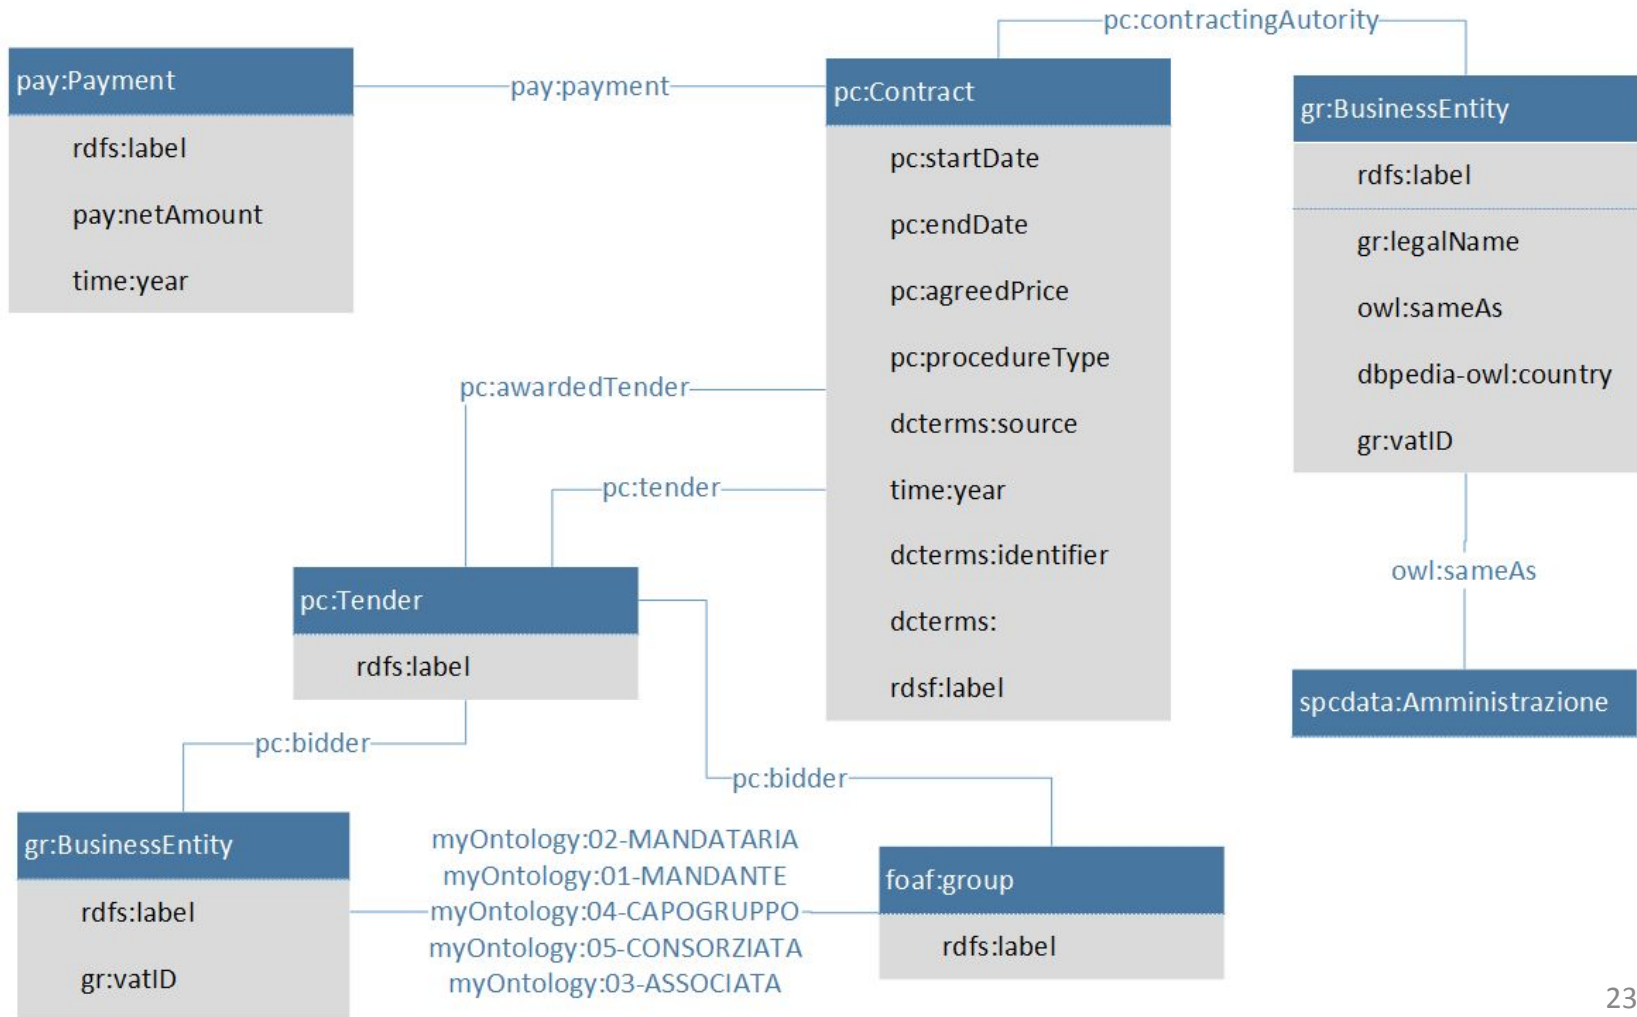 pc:contractingAutority
pay:Payment
rdfs:label
pay:netAmount
time:year
pay:payment
pc:Contract
pc:startDate
pc:endDate
pc:agreedPrice
pc:procedureType
dcterms:source
time:year
dcterms:identifier
dcterms:
rdsf:label
gr:BusinessEntity
rdfs:label
gr:legalName
owl:sameAs
dbpedia-owl:country
gr:vatID
owl:sameAs
spcdata:Amministrazione
pc:awardedTender
pc:tender
pc:Tender
rdfs:label
pc:bidder
pc:bidder
gr:BusinessEntity
rdfs:label
gr:vatID
myOntology:02-MANDATARIA
myOntology:01-MANDANTE
myOntology:04-CAPOGRUPPO
myOntology:05-CONSORZIATA
myOntology:03-ASSOCIATA
foaf:group
rdfs:label
23